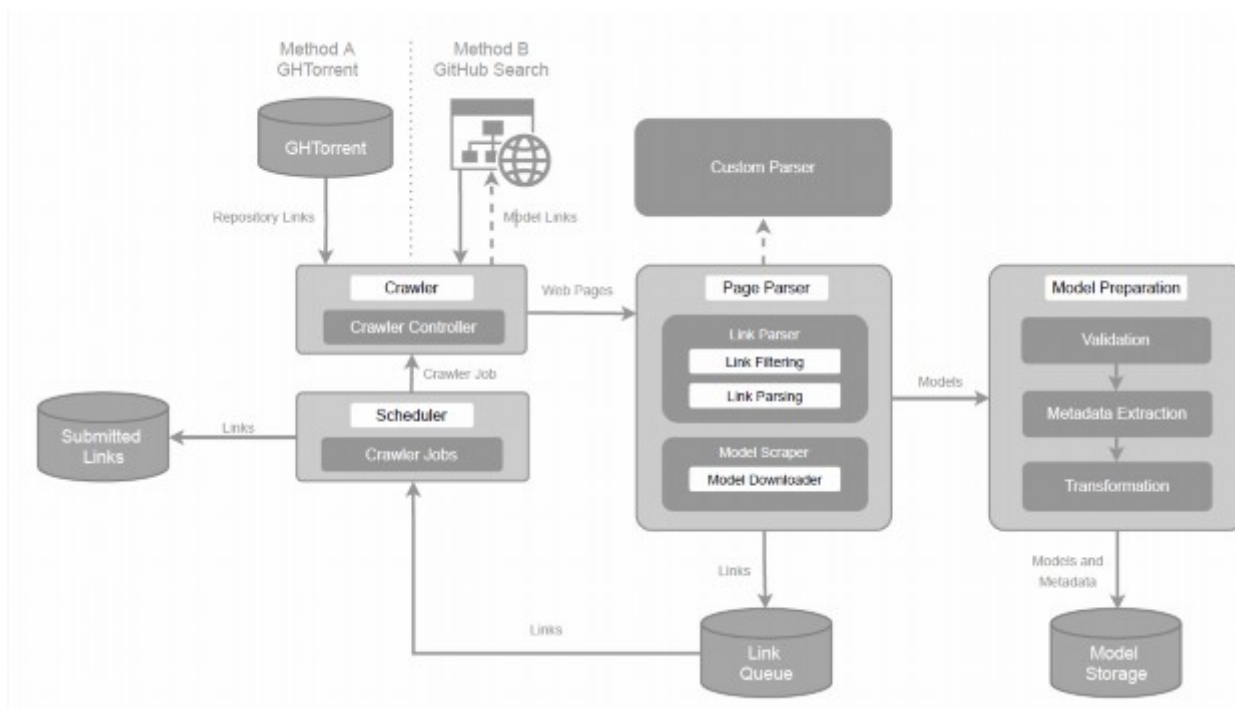 Method A
GHTorrent
Method B
GitHub Search
GHTorrent
Custom Parser
Repository Links
Model Links
Crawler
Crawler Controller
Web Pages
Page Parser
Link Parser
Link Filtering
Link Parsing
Model Scraper
Model Downloader
Models
Model Preparation
Validation
Metadata Extraction
Transformation
Crawler Job
Scheduler
Crawler Jobs
Links
Submitted
Links
Links
Links
Link
Queue
Models and
Metadata
Model
Storage